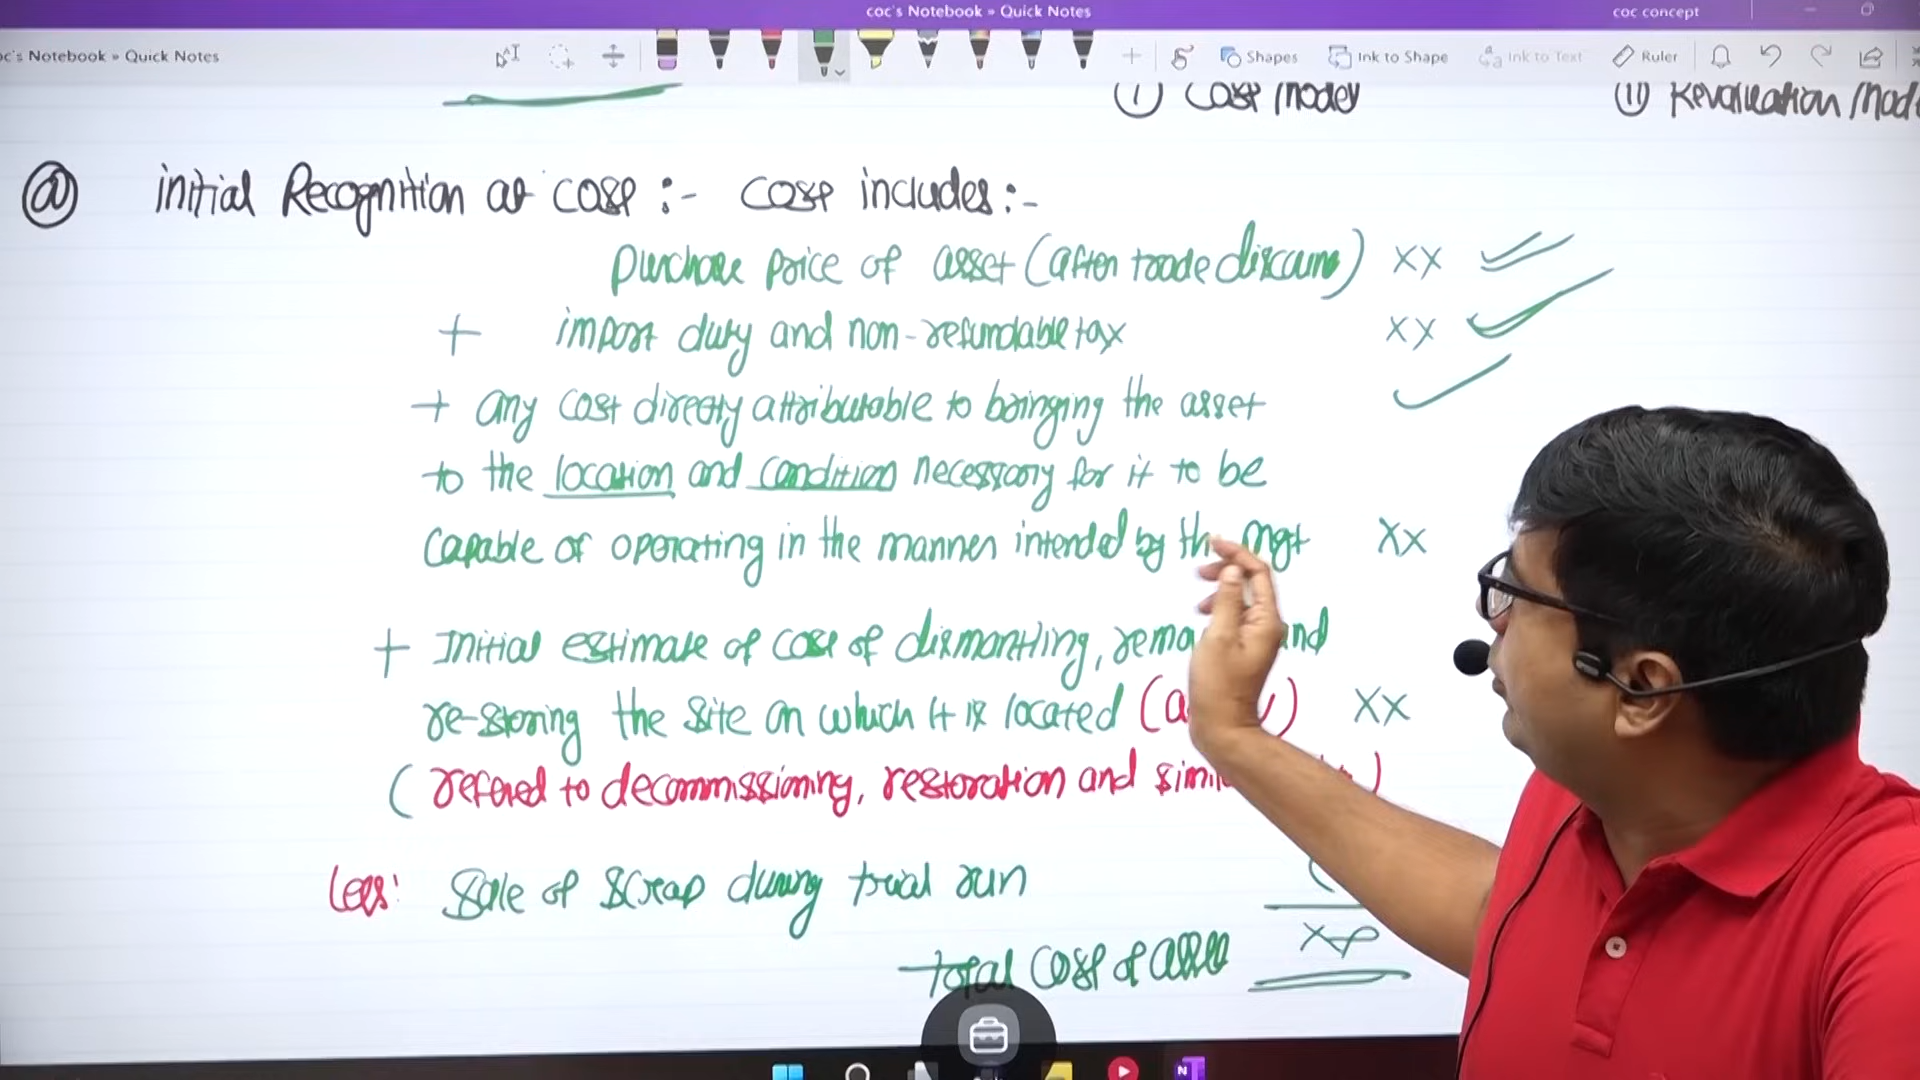 coc's Notebook » Quick Notes
coc concept
oc's Notebook » Quick Notes
Shapes
Ink to Shape
Ink to Text
Ruler
(I) Cost Model
(II) Revaluation Mod
(a) initial Recognition at cost :- cost includes :-
purchase price of asset (after trade discount) XX
+ import duty and non-refundable tax XX
+ any cost directly attributable to bringing the asset
to the location and condition necessary for it to be
capable of operating in the manner intended by the mgt XX
+ Initial estimate of cost of dismantling, and
re-storing the site on which it is located XX
( refered to decommissioning, restoration and
Less: Sale of Scrap during trial run
total cost of asset XX